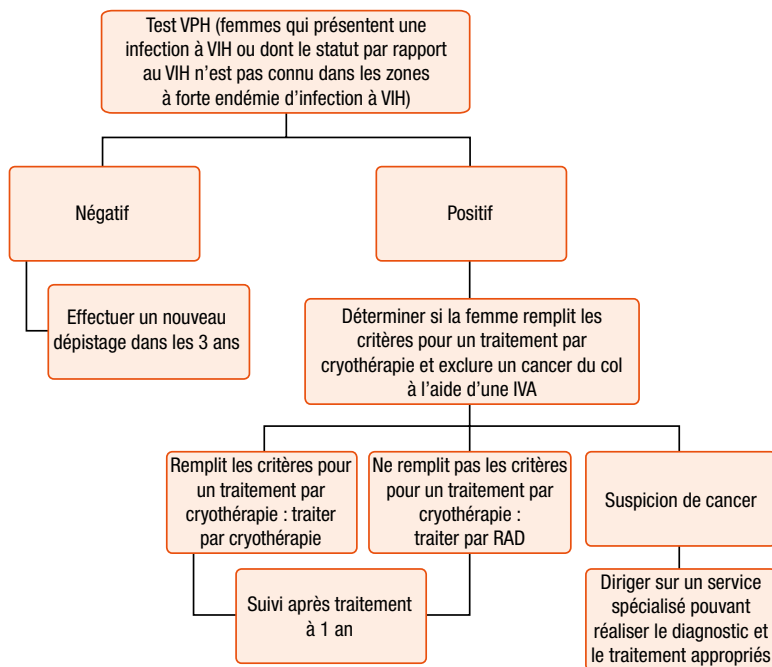 Test VPH (femmes qui présentent une
infection à VIH ou dont le statut par rapport
au VIH n’est pas connu dans les zones
à forte endémie d’infection à VIH)
Négatif
Positif
Effectuer un nouveau
dépistage dans les 3 ans
Déterminer si la femme remplit les
critères pour un traitement par
cryothérapie et exclure un cancer du col
à l’aide d’une IVA
Remplit les critères pour
un traitement par
cryothérapie : traiter
par cryothérapie
Ne remplit pas les critères
pour un traitement par
cryothérapie :
traiter par RAD
Suspicion de cancer
Suivi après traitement
à 1 an
Diriger sur un service
spécialisé pouvant
réaliser le diagnostic et
le traitement appropriés